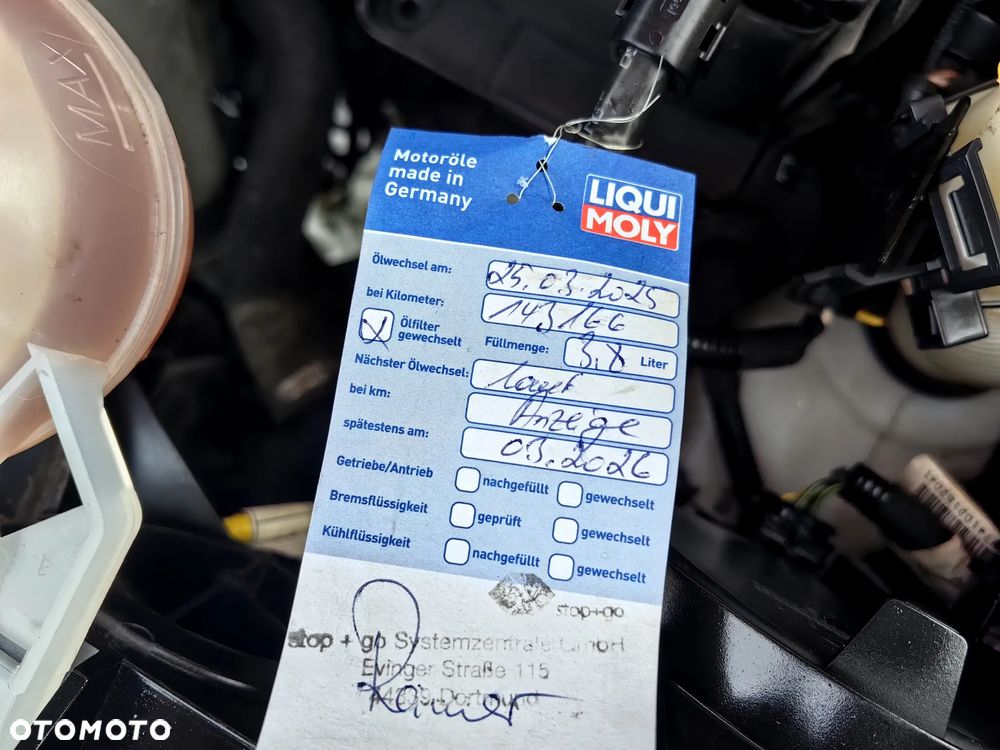 MAX
Motoröle
made in
Germany
LIQUI
MOLY
Ölwechsel am: 25.03.2025
bei Kilometer: 143166
Ölfilter
gewechselt
Füllmenge: 3,8 Liter
Nächster Ölwechsel: laut
bei km: Anzeige
spätestens am: 03.2026
Getriebe/Antrieb nachgefüllt gewechselt
Bremsflüssigkeit geprüft gewechselt
Kühlflüssigkeit nachgefüllt gewechselt
stop+go
stop + go Systemzentrale GmbH
Evinger Straße 115
Dortmund
OTOMOTO